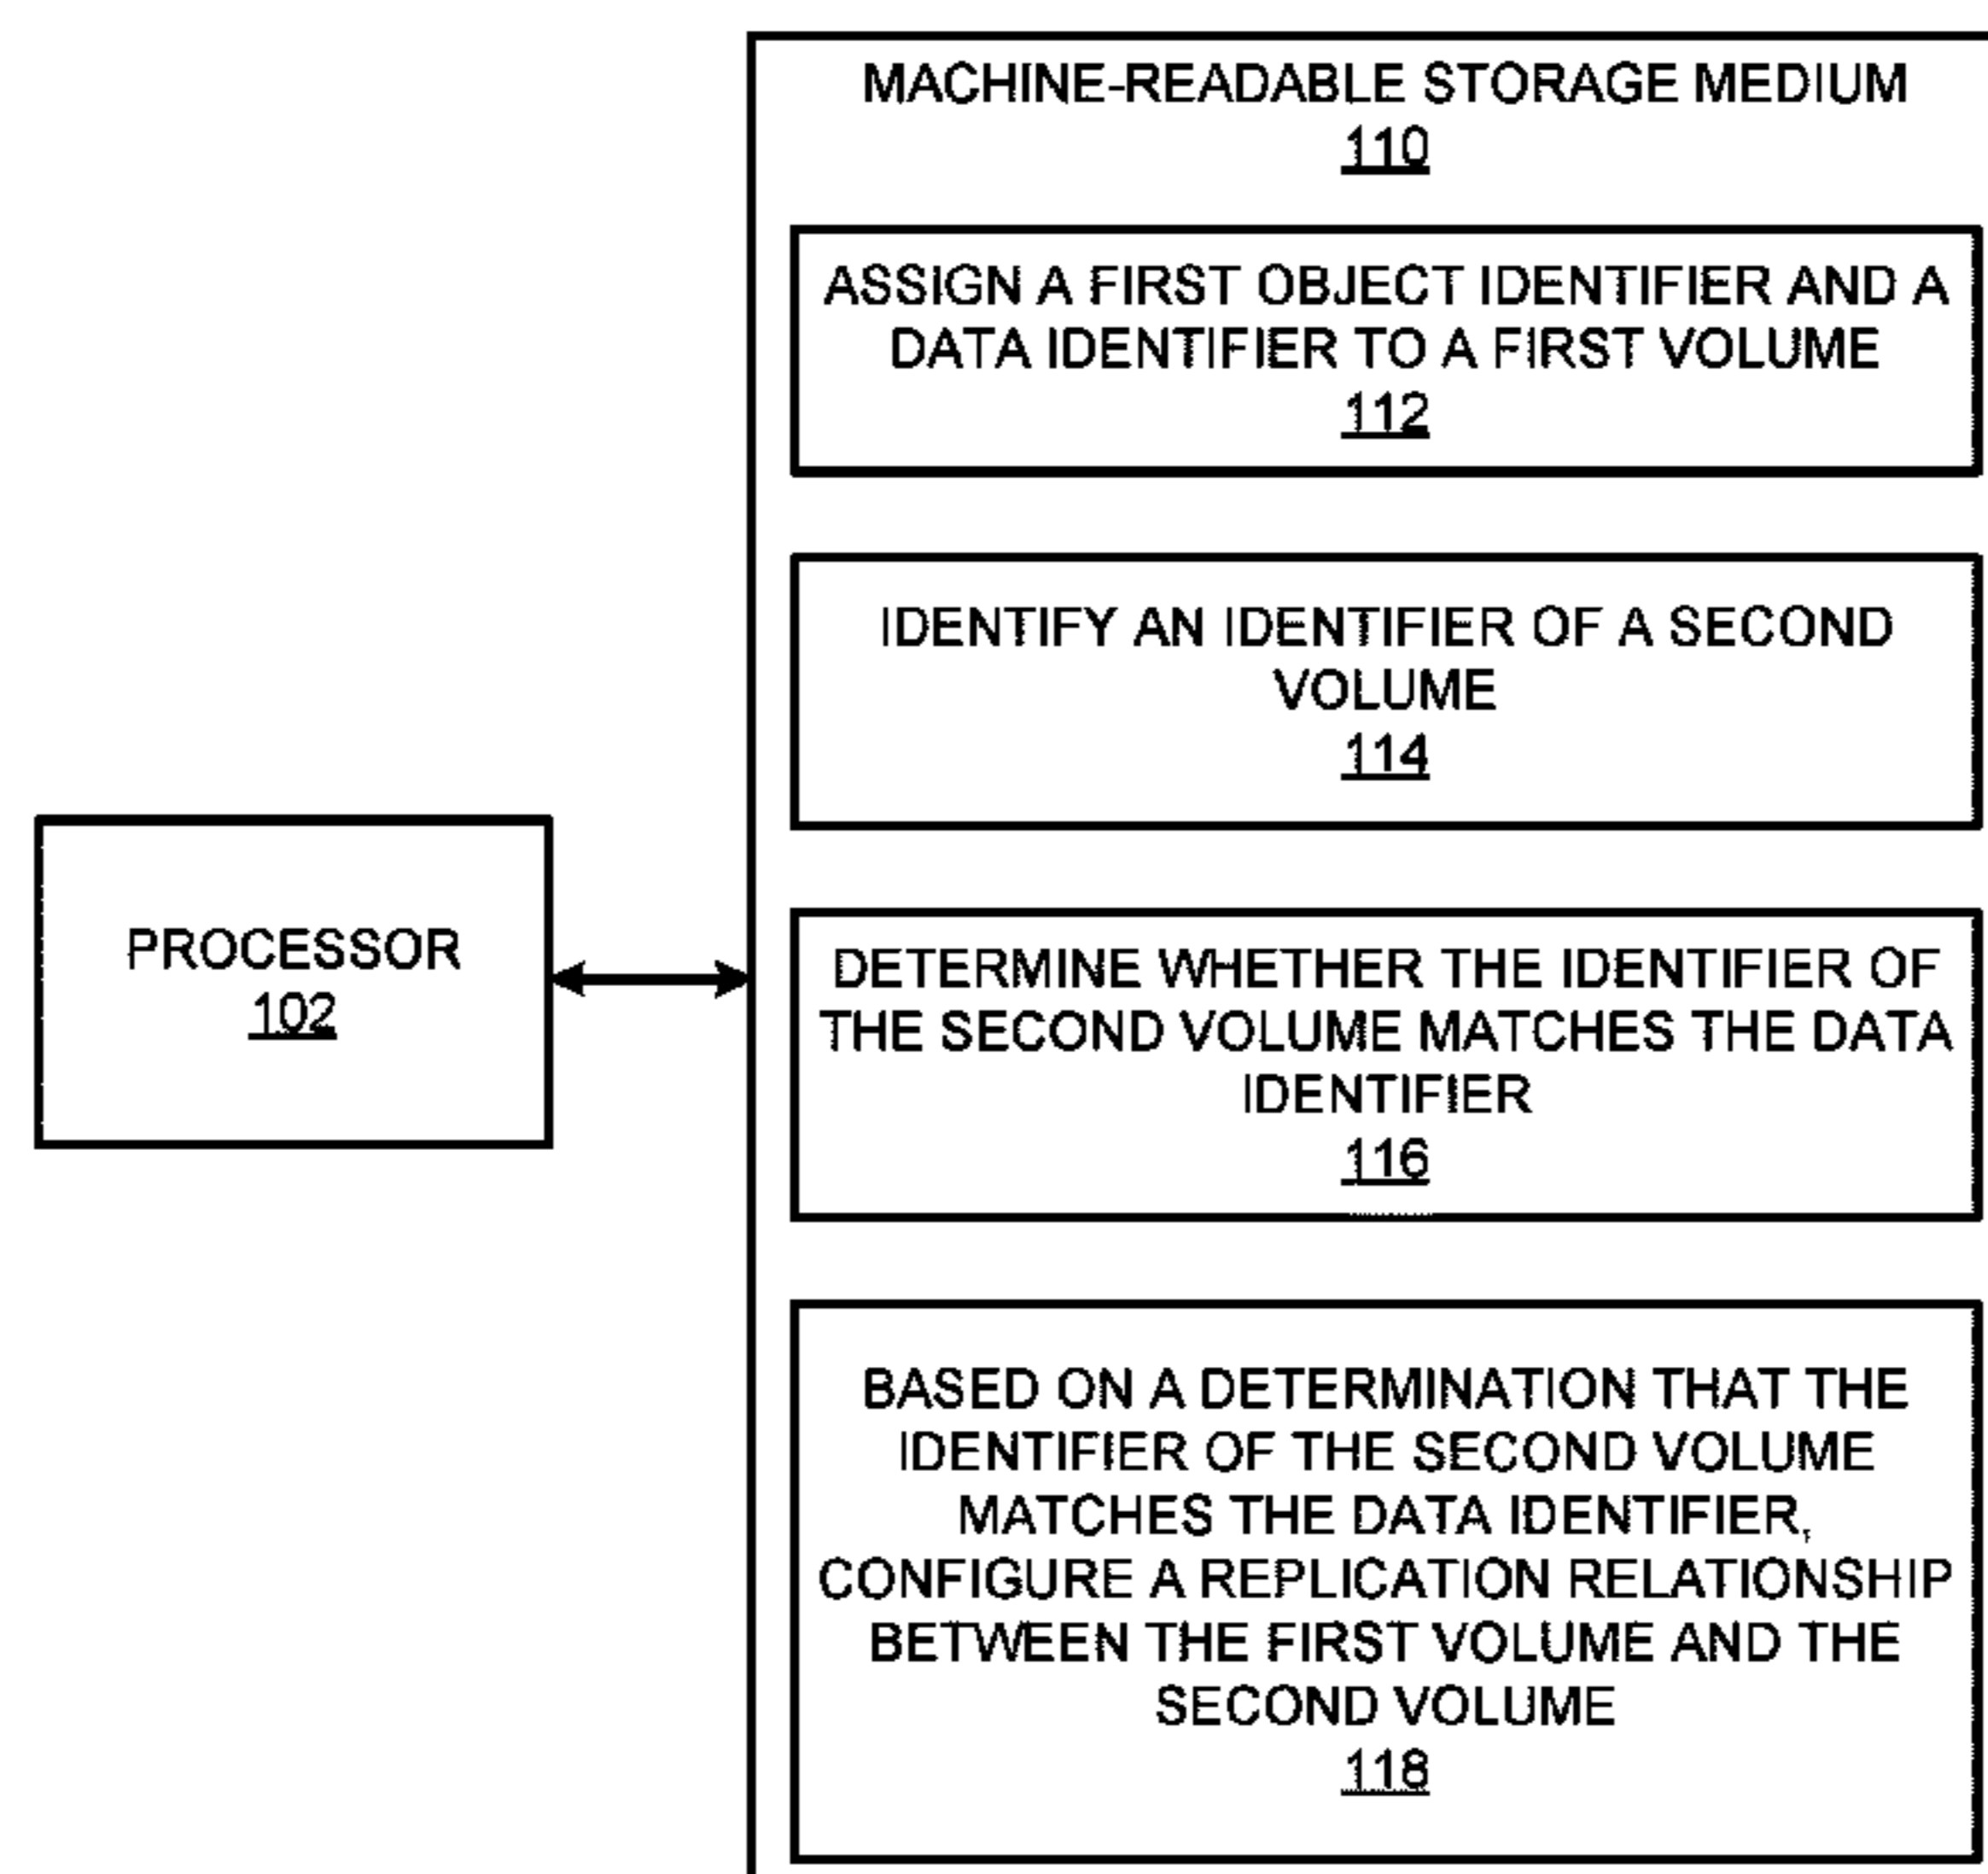 MACHINE-READABLE STORAGE MEDIUM
110
ASSIGN A FIRST OBJECT IDENTIFIER AND A
DATA IDENTIFIER TO A FIRST VOLUME
112
IDENTIFY AN IDENTIFIER OF A SECOND
VOLUME
114
PROCESSOR
102
DETERMINE WHETHER THE IDENTIFIER OF
THE SECOND VOLUME MATCHES THE DATA
IDENTIFIER
116
BASED ON A DETERMINATION THAT THE
IDENTIFIER OF THE SECOND VOLUME
MATCHES THE DATA IDENTIFIER,
CONFIGURE A REPLICATION RELATIONSHIP
BETWEEN THE FIRST VOLUME AND THE
SECOND VOLUME
118